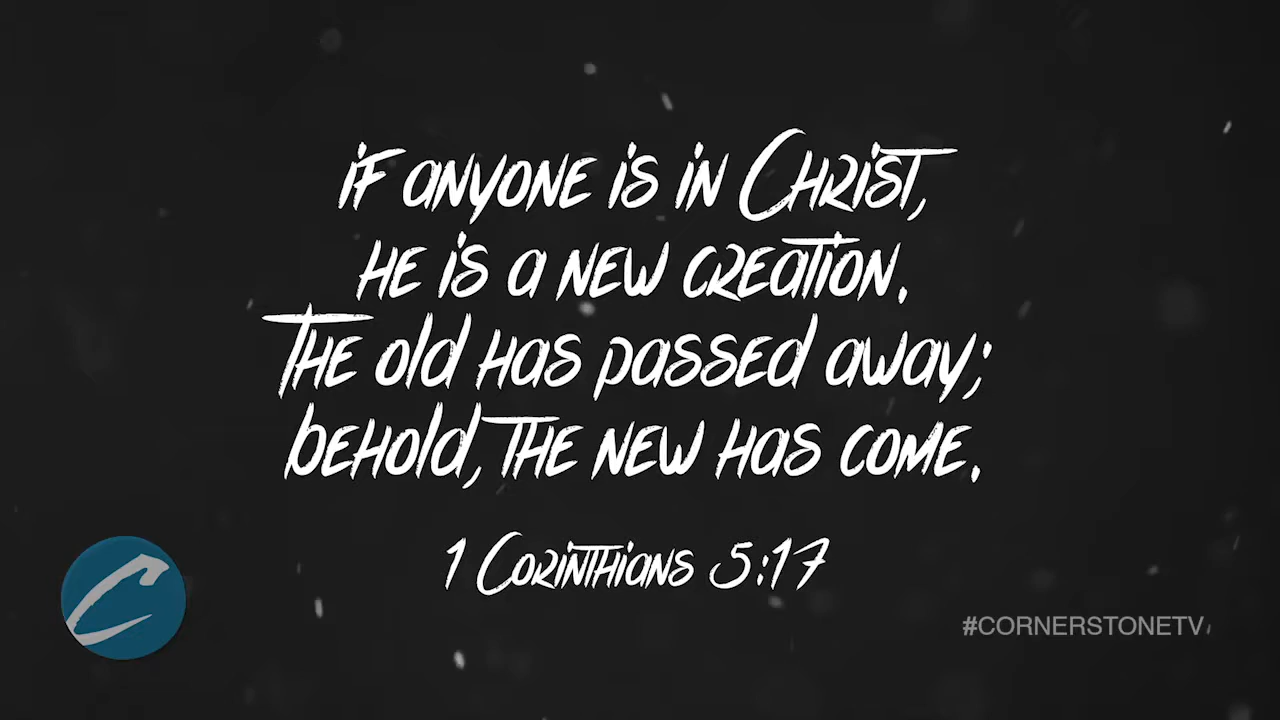 if anyone is in Christ,
he is a new creation.
The old has passed away;
behold, the new has come.
1 Corinthians 5:17
C
#CORNERSTONETV